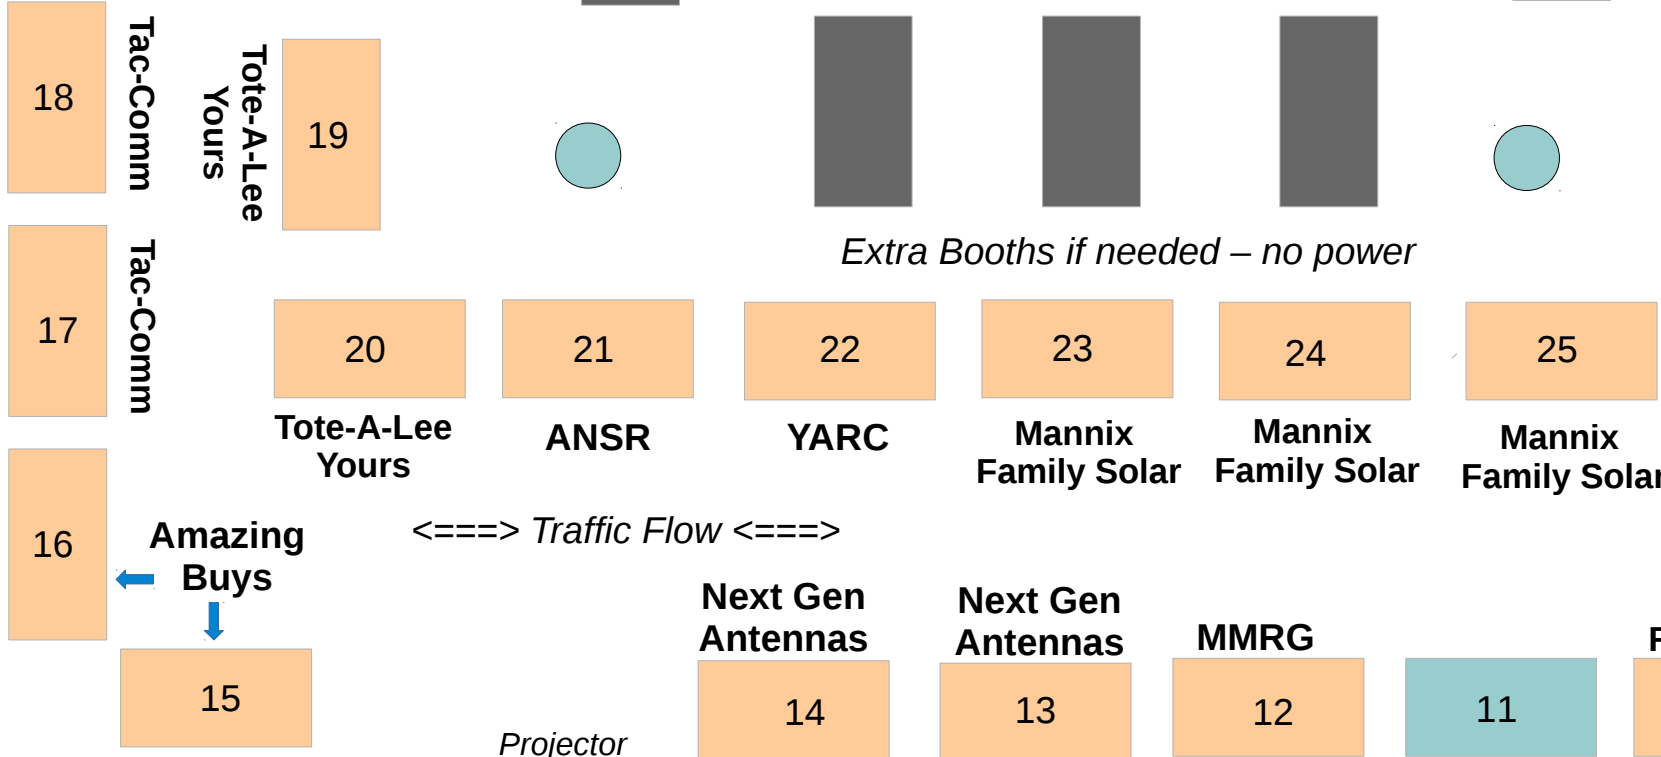 18
Tac-Comm
Tote-A-Lee
Yours
19
Extra Booths if needed – no power
17
Tac-Comm
20
21
22
23
24
25
Tote-A-Lee
Yours
ANSR
YARC
Mannix
Family Solar
Mannix
Family Solar
Mannix
Family Solar
16
Amazing
Buys
<===> Traffic Flow <===>
Next Gen
Antennas
Next Gen
Antennas
MMRG
15
14
13
12
11
Projector